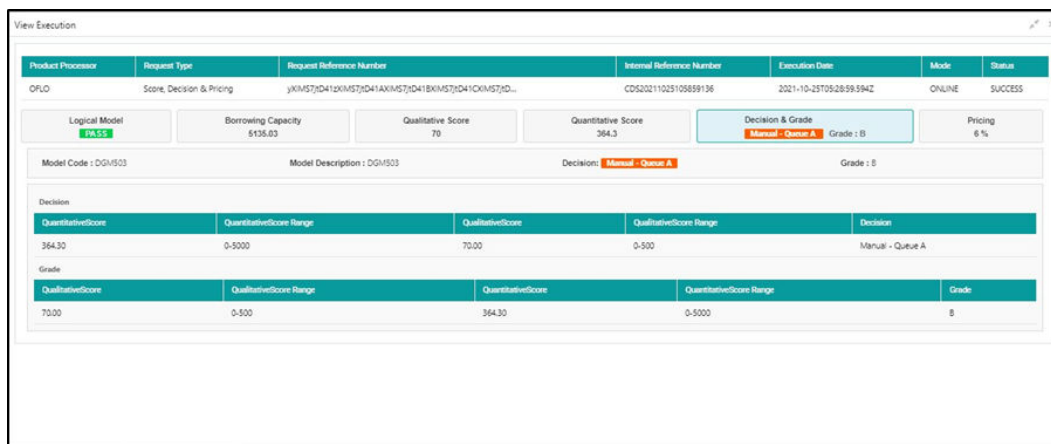 View Execution
Product Processor Request Type Request Reference Number Internal Reference Number Execution Date Mode Status
OFLO Score, Decision & Pricing CDS20211025105859136 2021-10-25T05:28:59.594Z ONLINE SUCCESS
Logical Model Borrowing Capacity Qualitative Score Quantitative Score Decision & Grade Pricing
PASS 5135.03 70 364.3 Manual - Queue A Grade : B 6 %
Model Code : DGMS03 Model Description : DGMS03 Decision: Manual - Queue A Grade : B
Decision
QuantitativeScore QuantitativeScore Range QualitativeScore QualitativeScore Range Decision
364.30 0-5000 70.00 0-500 Manual - Queue A
Grade
QualitativeScore QualitativeScore Range QuantitativeScore QuantitativeScore Range Grade
70.00 0-500 364.30 0-5000 B